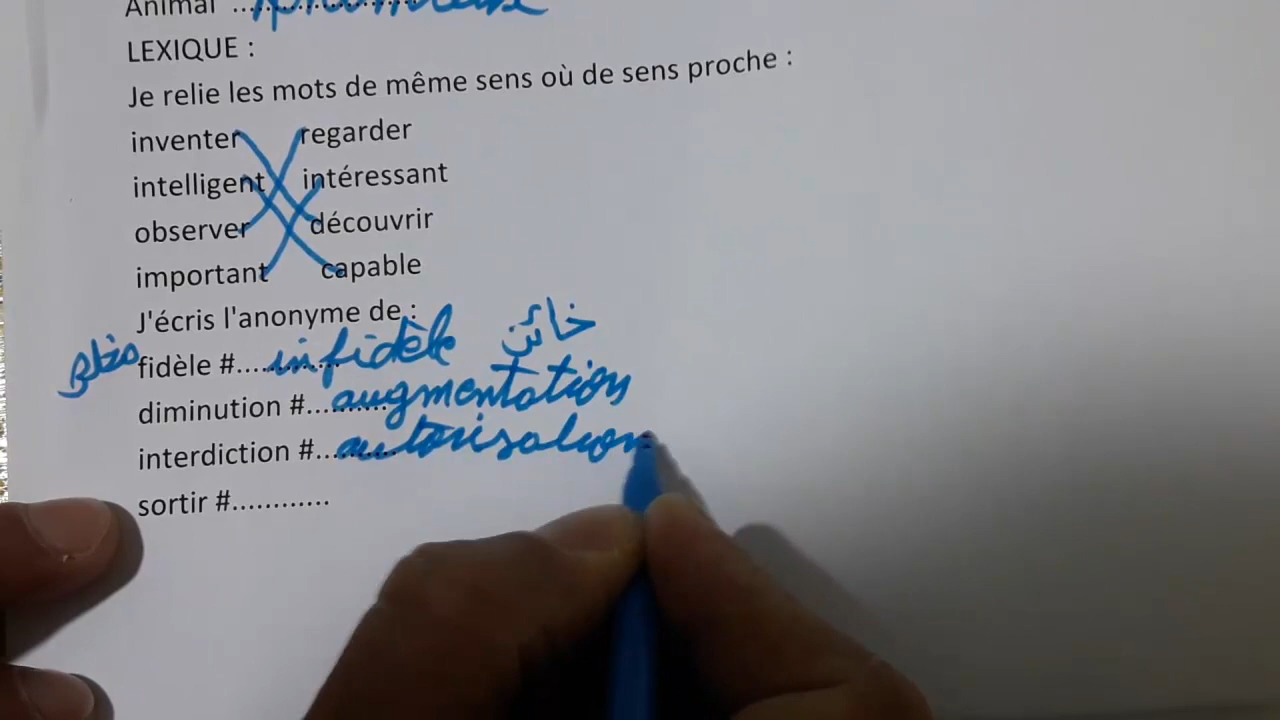 Animal ..................
LEXIQUE :
Je relie les mots de même sens où de sens proche :
inventer regarder
intelligent intéressant
observer découvrir
important capable
J'écris l'anonyme de :
fidèle #............ infidèle خائن
diminution #......... augmentation
interdiction #......... autorisation
sortir #............